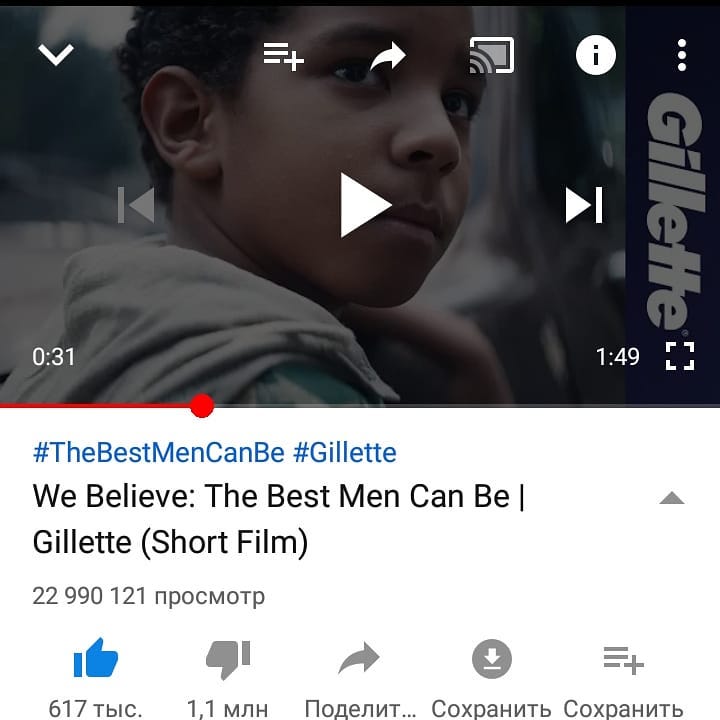 Gillette
0:31
1:49
#TheBestMenCanBe #Gillette
We Believe: The Best Men Can Be |
Gillette (Short Film)
22 990 121 просмотр
617 тыс.
1,1 млн
Поделит...
Сохранить
Сохранить